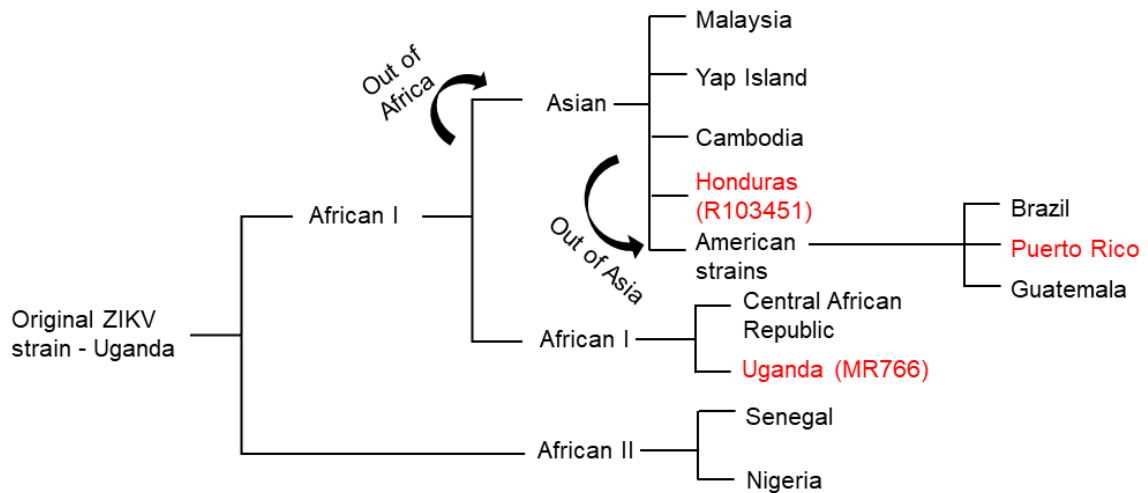 Malaysia
Out of
Africa
Yap Island
Asian
Cambodia
Honduras
(R103451)
African I
Out of Asia
American
strains
Brazil
Puerto Rico
Guatemala
Original ZIKV
strain - Uganda
Central African
Republic
African I
Uganda (MR766)
Senegal
African II
Nigeria